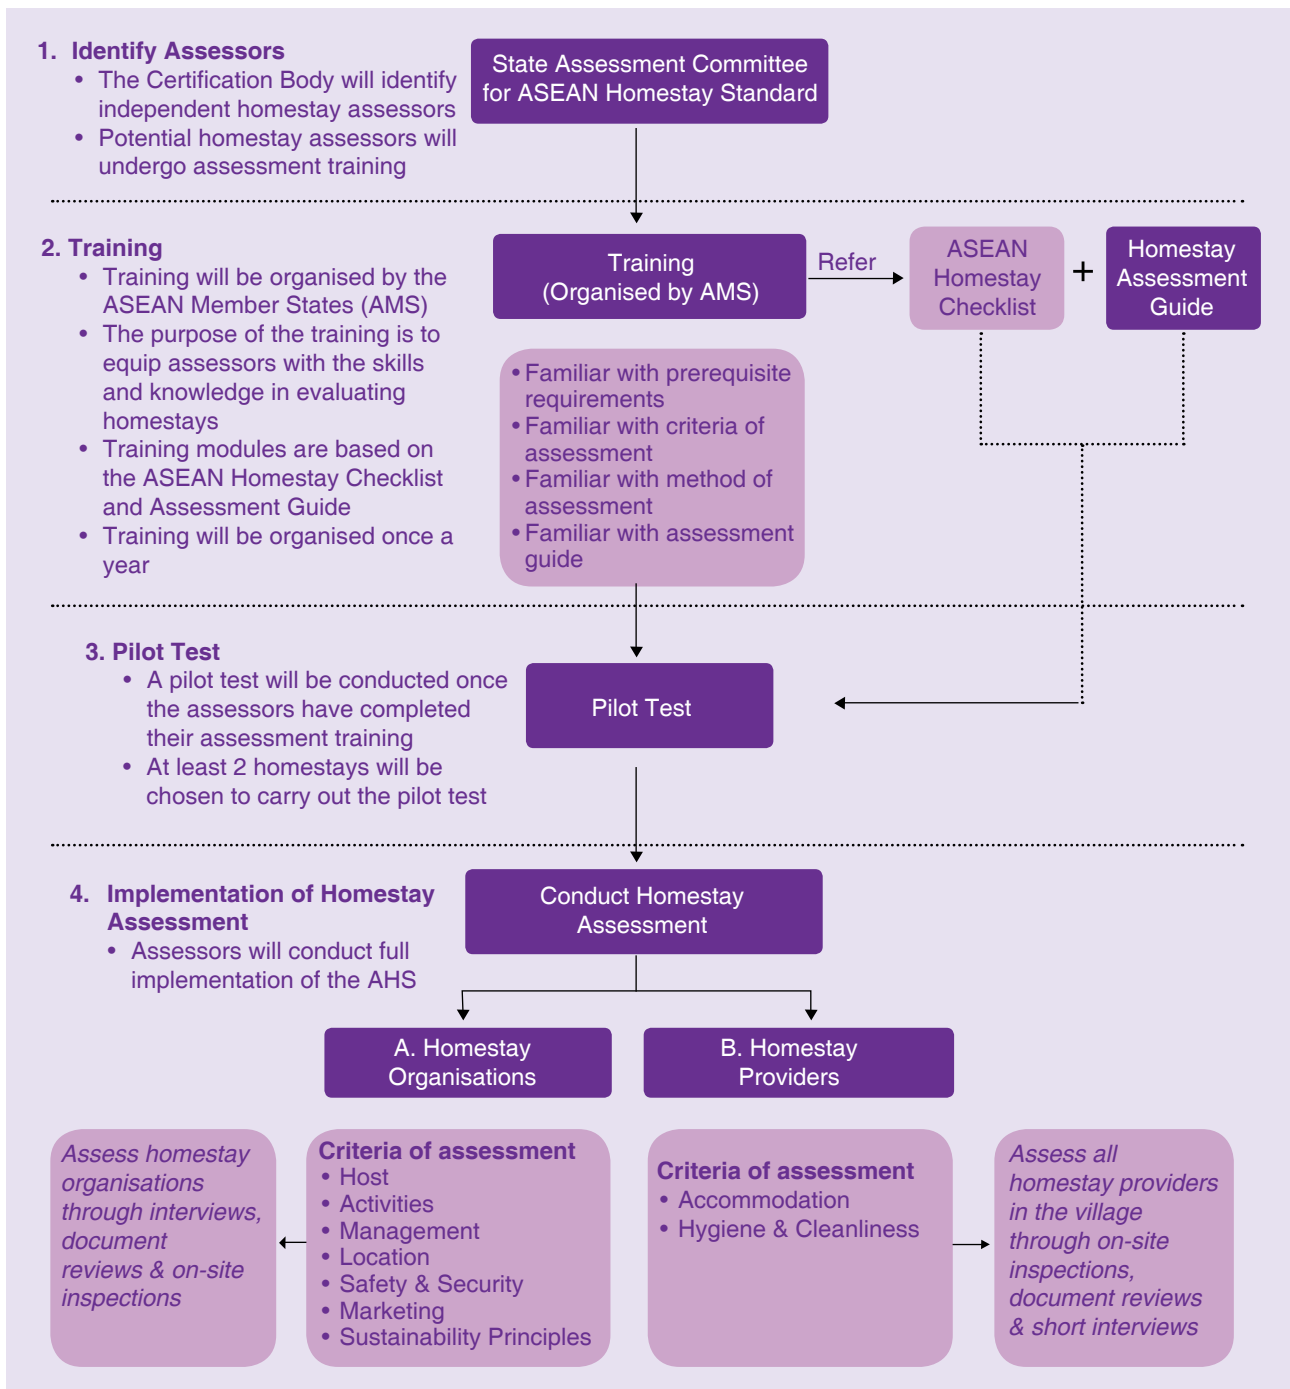 1. Identify Assessors
• The Certification Body will identify
independent homestay assessors
• Potential homestay assessors will
undergo assessment training
State Assessment Committee
for ASEAN Homestay Standard
2. Training
• Training will be organised by the
ASEAN Member States (AMS)
• The purpose of the training is to
equip assessors with the skills
and knowledge in evaluating
homestays
• Training modules are based on
the ASEAN Homestay Checklist
and Assessment Guide
• Training will be organised once a
year
Training
(Organised by AMS)
Refer
ASEAN
Homestay
Checklist
+
Homestay
Assessment
Guide
• Familiar with prerequisite
requirements
• Familiar with criteria of
assessment
• Familiar with method of
assessment
• Familiar with assessment
guide
3. Pilot Test
• A pilot test will be conducted once
the assessors have completed
their assessment training
• At least 2 homestays will be
chosen to carry out the pilot test
Pilot Test
4. Implementation of Homestay
Assessment
• Assessors will conduct full
implementation of the AHS
Conduct Homestay
Assessment
A. Homestay
Organisations
B. Homestay
Providers
Assess homestay
organisations
through interviews,
document
reviews & on-site
inspections
Criteria of assessment
• Host
• Activities
• Management
• Location
• Safety & Security
• Marketing
• Sustainability Principles
Criteria of assessment
• Accommodation
• Hygiene & Cleanliness
Assess all
homestay providers
in the village
through on-site
inspections,
document reviews
& short interviews